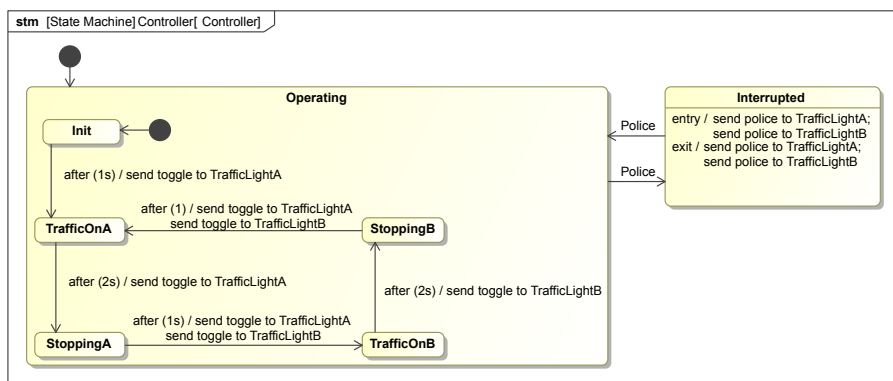 stm [State Machine] Controller[ Controller]
Operating
Interrupted
entry / send police to TrafficLightA;
send police to TrafficLightB
exit / send police to TrafficLightA;
send police to TrafficLightB
Police
Police
Init
after (1s) / send toggle to TrafficLightA
after (1) / send toggle to TrafficLightA
send toggle to TrafficLightB
TrafficOnA
StoppingB
after (2s) / send toggle to TrafficLightA
after (2s) / send toggle to TrafficLightB
after (1s) / send toggle to TrafficLightA
send toggle to TrafficLightB
StoppingA
TrafficOnB